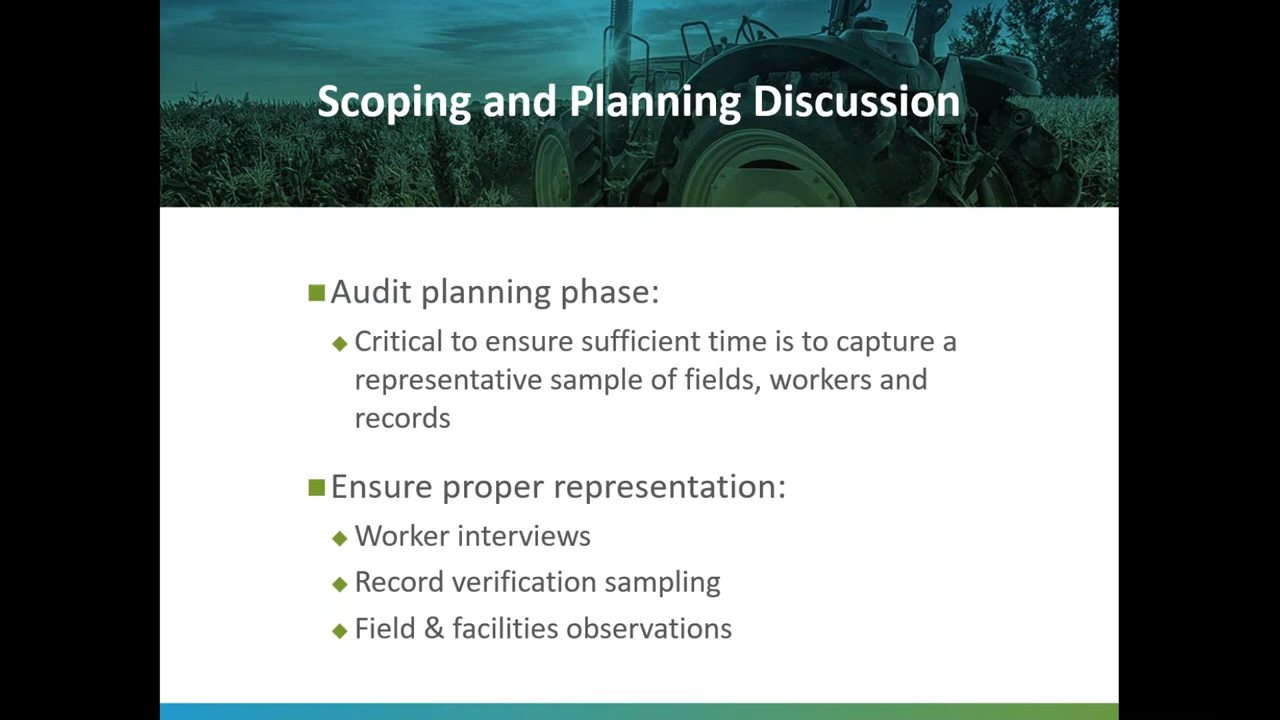 Scoping and Planning Discussion
Audit planning phase:
Critical to ensure sufficient time is to capture a
representative sample of fields, workers and
records
Ensure proper representation:
Worker interviews
Record verification sampling
Field & facilities observations